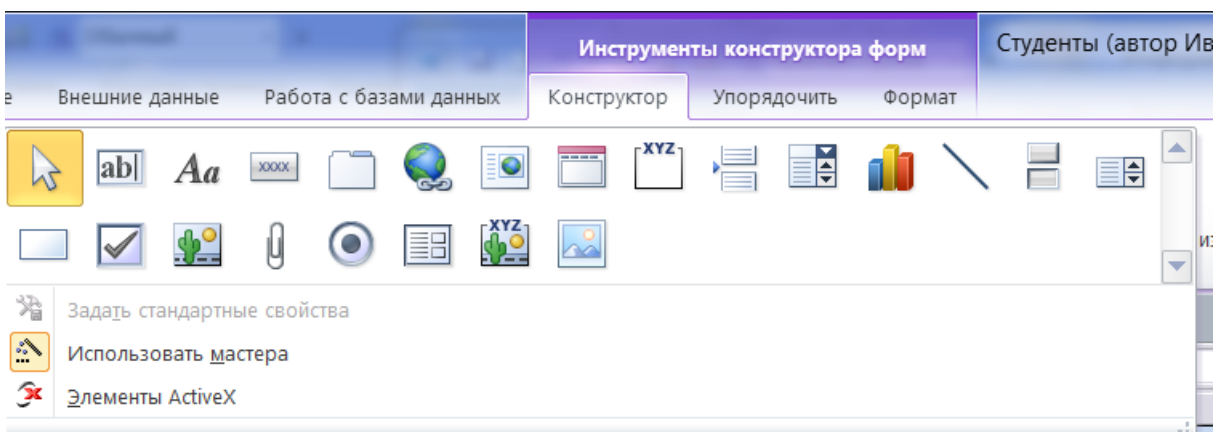 Инструменты конструктора форм
Студенты (автор Ив
е Внешние данные Работа с базами данных Конструктор Упорядочить Формат
ab| Aa XXXX XYZ
XYZ
из
Задать стандартные свойства
Использовать мастера
Элементы ActiveX